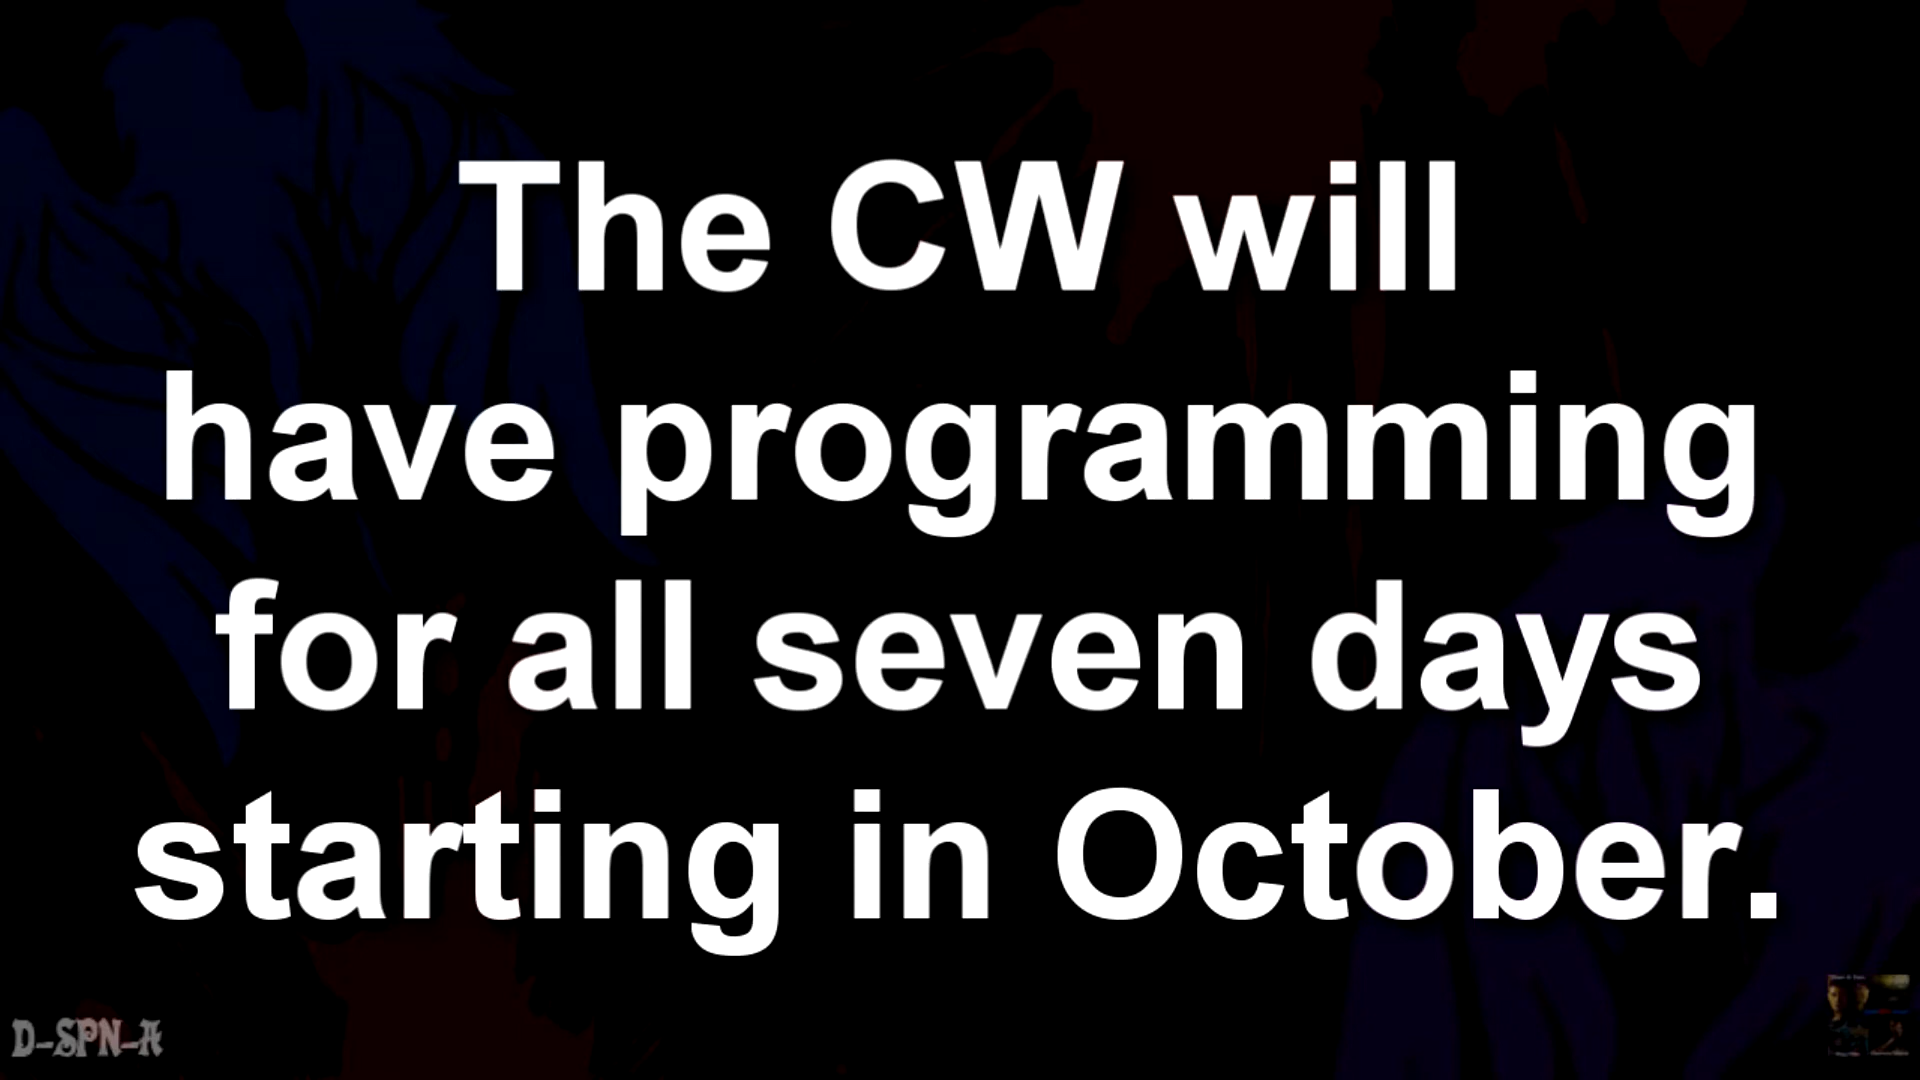 The CW will
have programming
for all seven days
starting in October.
D-SPN-A